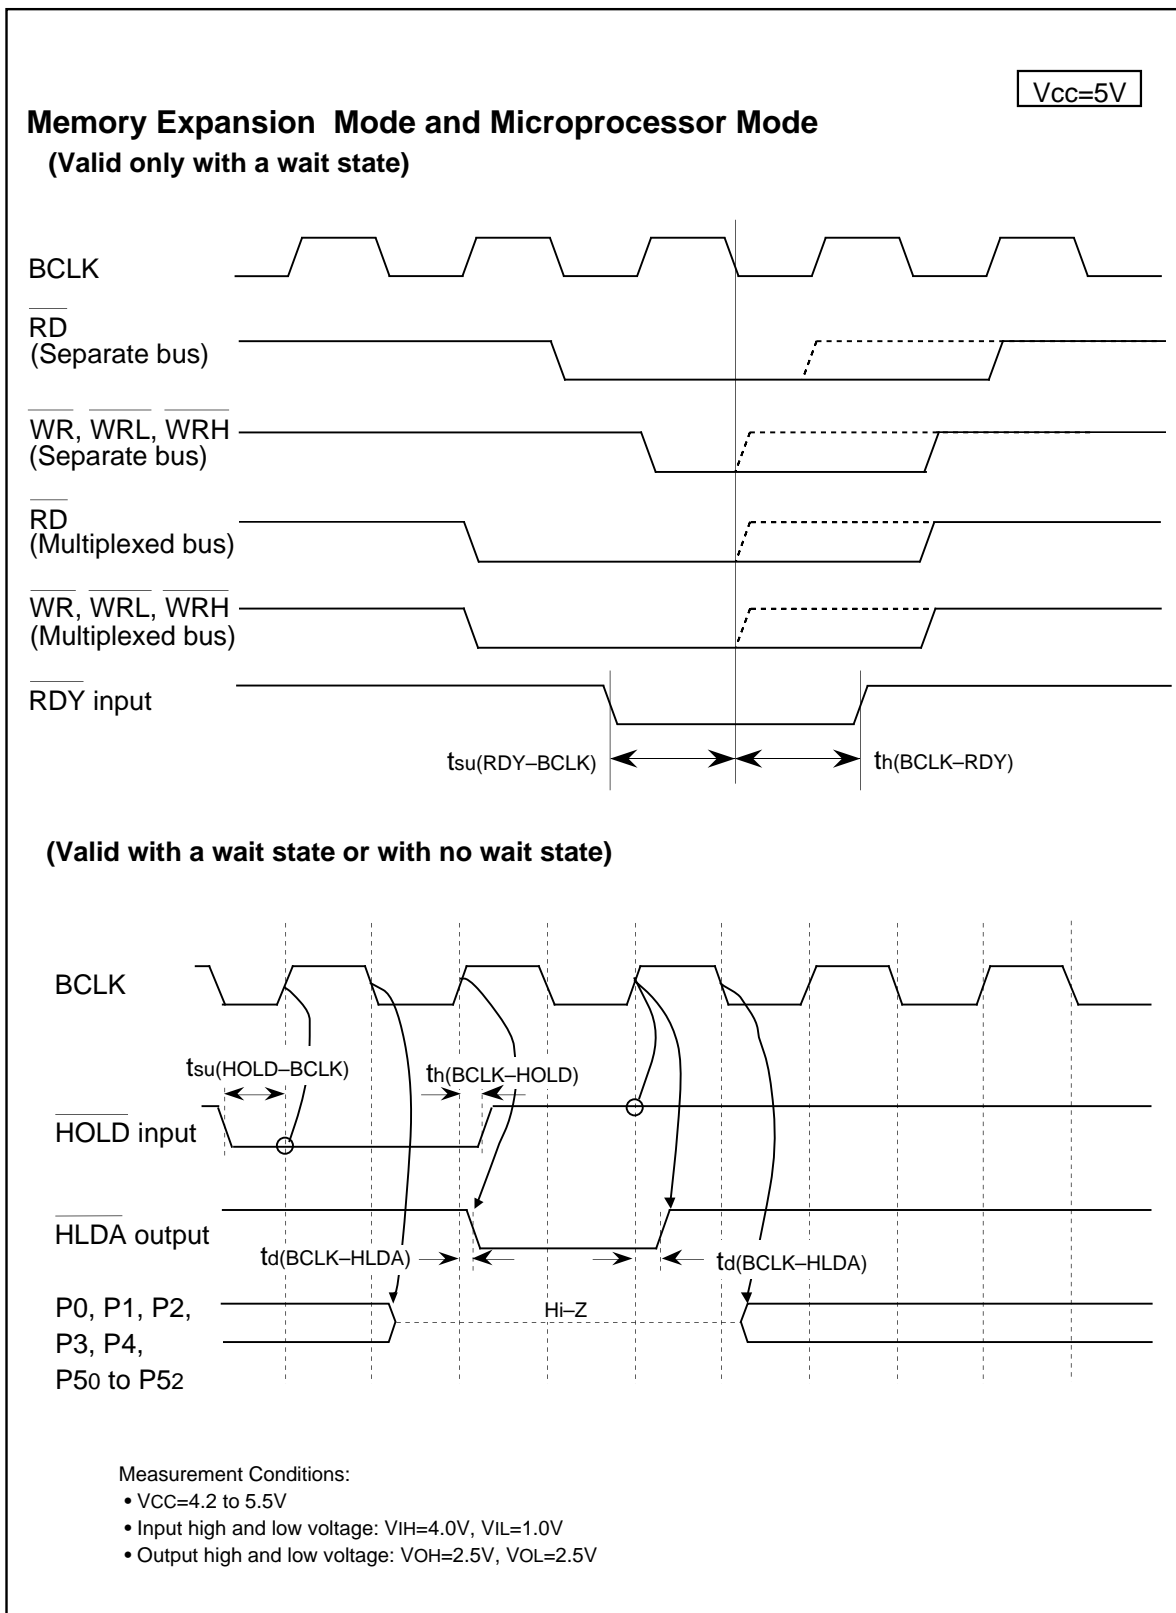 Vcc=5V
Memory Expansion Mode and Microprocessor Mode
(Valid only with a wait state)
BCLK
RD
(Separate bus)
WR, WRL, WRH
(Separate bus)
RD
(Multiplexed bus)
WR, WRL, WRH
(Multiplexed bus)
RDY input
tsu(RDY–BCLK)
th(BCLK–RDY)
(Valid with a wait state or with no wait state)
BCLK
tsu(HOLD–BCLK)
th(BCLK–HOLD)
HOLD input
HLDA output
td(BCLK–HLDA)
td(BCLK–HLDA)
P0, P1, P2,
P3, P4,
P50 to P52
Hi–Z
Measurement Conditions:
• VCC=4.2 to 5.5V
• Input high and low voltage: VIH=4.0V, VIL=1.0V
• Output high and low voltage: VOH=2.5V, VOL=2.5V